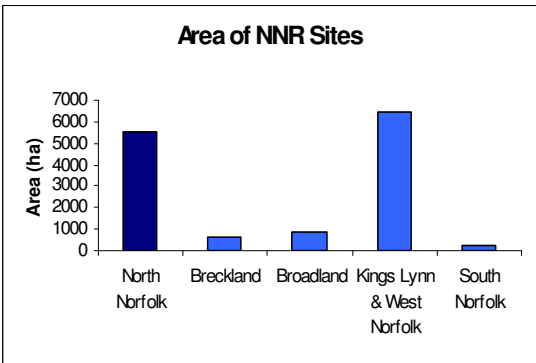 Area of NNR Sites
Area (ha)
7000
6000
5000
4000
3000
2000
1000
0
North
Norfolk
Breckland
Broadland
Kings Lynn
& West
Norfolk
South
Norfolk